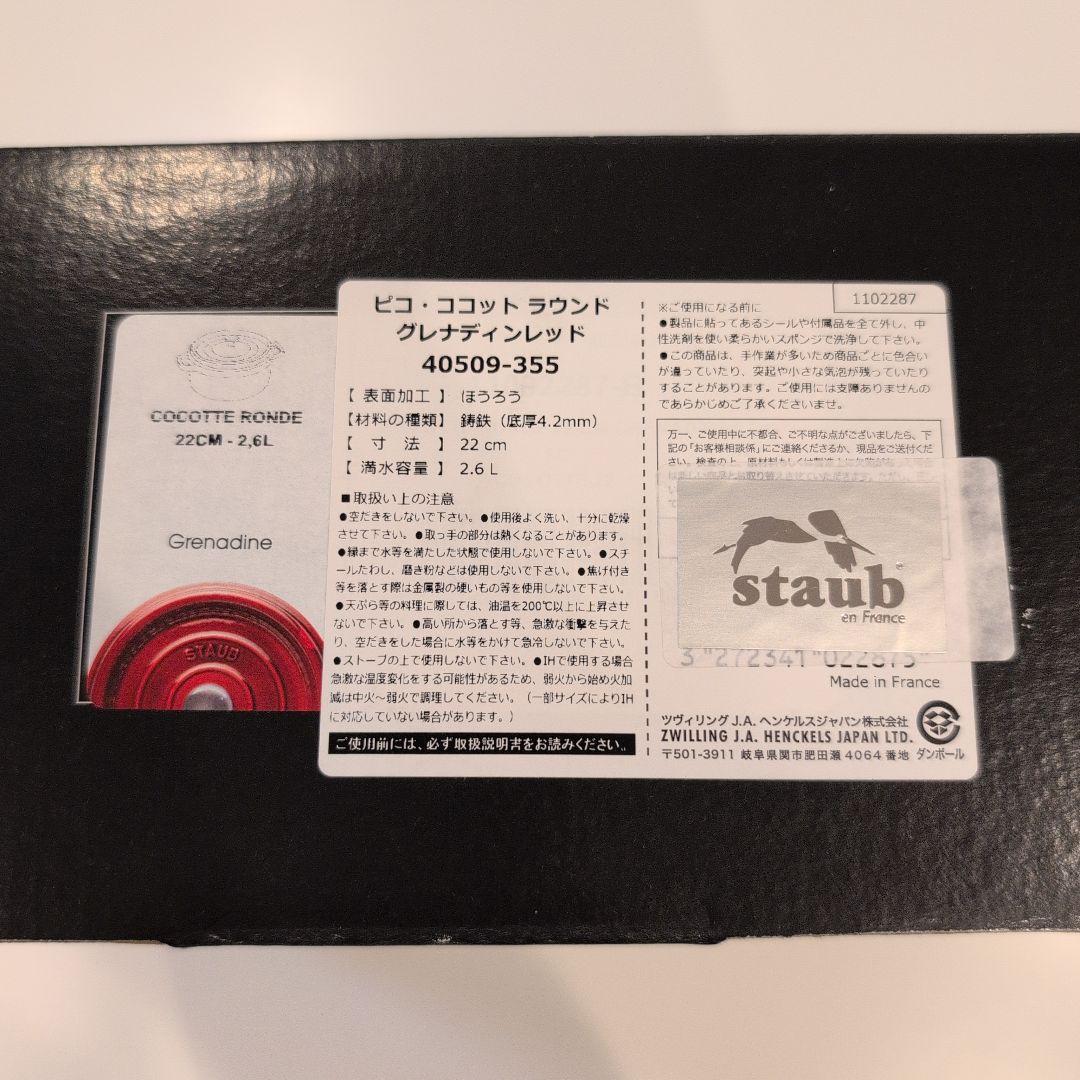 COCOTTE RONDE
22CM - 2,6L
Grenadine
STAUB
ピコ・ココット ラウンド
グレナディンレッド
40509-355
【 表面加工 】 ほうろう
【材料の種類】 鋳鉄（底厚4.2mm）
【 寸 法 】 22 cm
【 満水容量 】 2.6 L
■取扱い上の注意
●空だきをしないで下さい。●使用後よく洗い、十分に乾燥
させて下さい。●取っ手の部分は熱くなることがあります。
●縁まで水等を満たした状態で使用しないで下さい。●スチ
ールたわし、磨き粉などは使用しないで下さい。●焦げ付き
等を落とす際は金属製の硬いもの等を使用しないで下さい。
●天ぷら等の料理に際しては、油温を200℃以上に上昇させ
ないで下さい。●高い所から落とす等、急激な衝撃を与えた
り、空だきをした場合に水等をかけて急冷しないで下さい。
●ストーブの上で使用しないで下さい。●IHで使用する場合
急激な温度変化をする可能性があるため、弱火から始め火加
減は中火～弱火で調理してください。（一部サイズによりIH
に対応していない場合があります。）
ご使用前には、必ず取扱説明書をお読みください。
1102287
※ご使用になる前に
●製品に貼ってあるシールや付属品を全て外し、中
性洗剤を使い柔らかいスポンジで洗浄して下さい。
●この商品は、手作業が多いため商品ごとに色合い
が違っていたり、突起や小さな気泡が残っていたり
することがあります。ご使用には支障ありませんの
であらかじめご了承くださいませ。
万一、ご使用中に不都合、ご不明な点がございましたら、下
記の「お客様相談係」にご連絡くださるか、現品をご送付くだ
さい。検査の上、原材料もしくは製造上に
staub
en France
3 272341 022875
Made in France
ツヴィリング J.A. ヘンケルスジャパン株式会社
ZWILLING J.A. HENCKELS JAPAN LTD.
〒501-3911 岐阜県関市肥田瀬 4064 番地
ダンボール